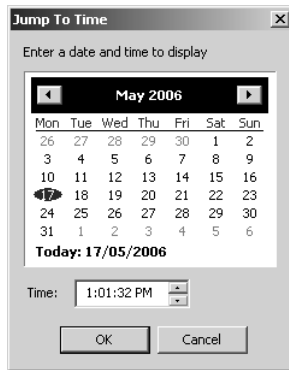 Jump To Time
Enter a date and time to display
May 2006
Mon Tue Wed Thu Fri Sat Sun
26 27 28 29 30 1 2
3 4 5 6 7 8 9
10 11 12 13 14 15 16
17 18 19 20 21 22 23
24 25 26 27 28 29 30
31 1 2 3 4 5 6
Today: 17/05/2006
Time: 1:01:32 PM
OK Cancel